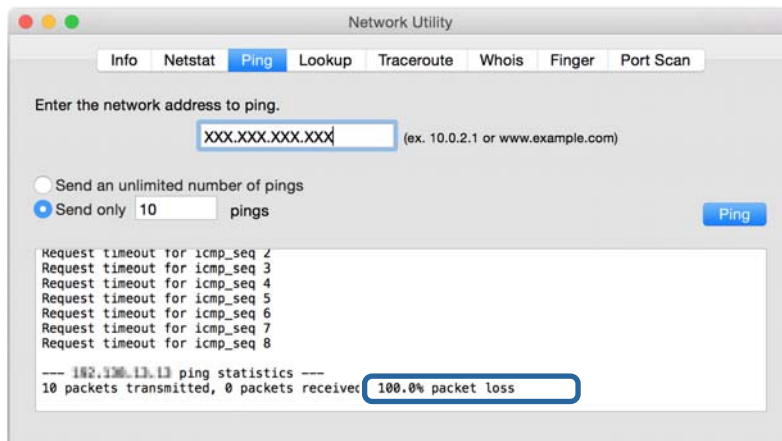 Network Utility
Info Netstat Ping Lookup Traceroute Whois Finger Port Scan
Enter the network address to ping.
XXX.XXX.XXX.XXX (ex. 10.0.2.1 or www.example.com)
Send an unlimited number of pings
Send only 10 pings
Ping
Request timeout for icmp_seq 2
Request timeout for icmp_seq 3
Request timeout for icmp_seq 4
Request timeout for icmp_seq 5
Request timeout for icmp_seq 6
Request timeout for icmp_seq 7
Request timeout for icmp_seq 8
--- ping statistics ---
10 packets transmitted, 0 packets received 100.0% packet loss